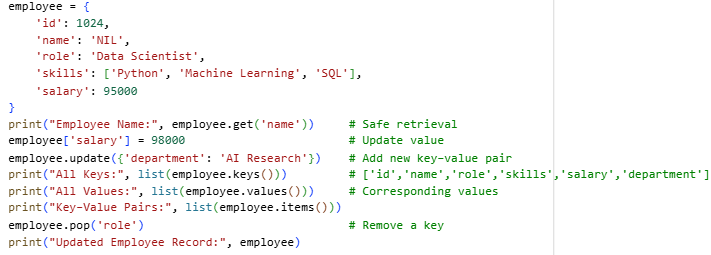 employee = {
    'id': 1024,
    'name': 'NIL',
    'role': 'Data Scientist',
    'skills': ['Python', 'Machine Learning', 'SQL'],
    'salary': 95000
}
print("Employee Name:", employee.get('name'))     # Safe retrieval
employee['salary'] = 98000                        # Update value
employee.update({'department': 'AI Research'})    # Add new key-value pair
print("All Keys:", list(employee.keys()))         # ['id','name','role','skills','salary','department']
print("All Values:", list(employee.values()))     # Corresponding values
print("Key-Value Pairs:", list(employee.items()))
employee.pop('role')                              # Remove a key
print("Updated Employee Record:", employee)